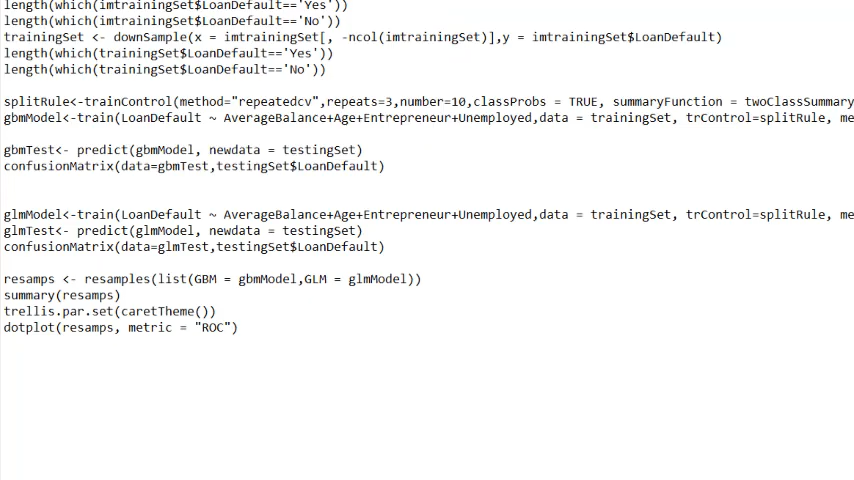 length(which(imtrainingSet$LoanDefault=='Yes'))
length(which(imtrainingSet$LoanDefault=='No'))
trainingSet <- downSample(x = imtrainingSet[, -ncol(imtrainingSet)],y = imtrainingSet$LoanDefault)
length(which(trainingSet$LoanDefault=='Yes'))
length(which(trainingSet$LoanDefault=='No'))
splitRule<-trainControl(method="repeatedcv",repeats=3,number=10,classProbs = TRUE, summaryFunction = twoClassSummary
gbmModel<-train(LoanDefault ~ AverageBalance+Age+Entrepreneur+Unemployed,data = trainingSet, trControl=splitRule, me
gbmTest<- predict(gbmModel, newdata = testingSet)
confusionMatrix(data=gbmTest,testingSet$LoanDefault)
glmModel<-train(LoanDefault ~ AverageBalance+Age+Entrepreneur+Unemployed,data = trainingSet, trControl=splitRule, me
glmTest<- predict(glmModel, newdata = testingSet)
confusionMatrix(data=glmTest,testingSet$LoanDefault)
resamps <- resamples(list(GBM = gbmModel,GLM = glmModel))
summary(resamps)
trellis.par.set(caretTheme())
dotplot(resamps, metric = "ROC")